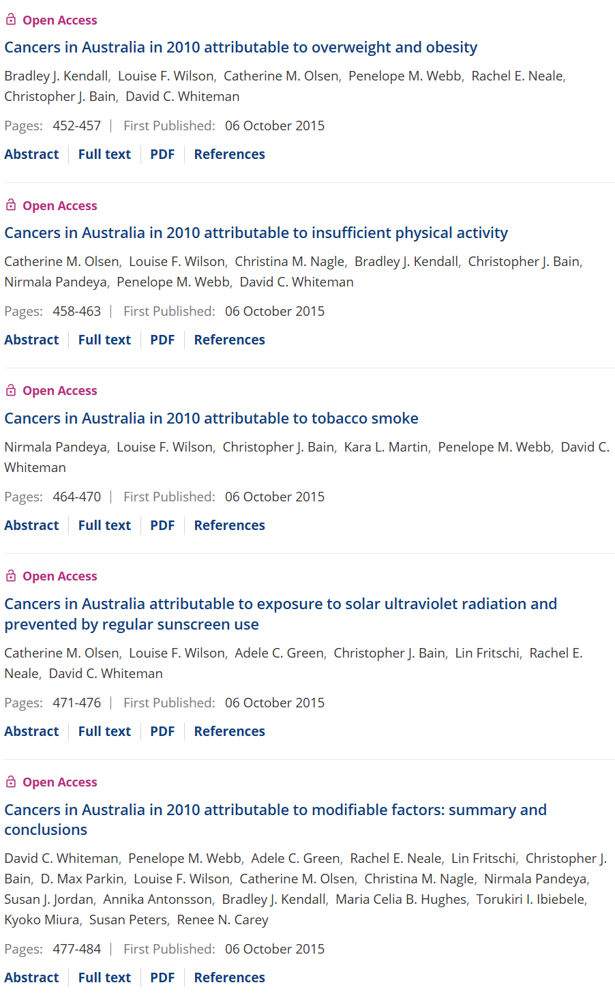 Open Access
Cancers in Australia in 2010 attributable to overweight and obesity
Bradley J. Kendall, Louise F. Wilson, Catherine M. Olsen, Penelope M. Webb, Rachel E. Neale,
Christopher J. Bain, David C. Whiteman
Pages: 452-457 | First Published: 06 October 2015
Abstract | Full text | PDF | References
Open Access
Cancers in Australia in 2010 attributable to insufficient physical activity
Catherine M. Olsen, Louise F. Wilson, Christina M. Nagle, Bradley J. Kendall, Christopher J. Bain,
Nirmala Pandeya, Penelope M. Webb, David C. Whiteman
Pages: 458-463 | First Published: 06 October 2015
Abstract | Full text | PDF | References
Open Access
Cancers in Australia in 2010 attributable to tobacco smoke
Nirmala Pandeya, Louise F. Wilson, Christopher J. Bain, Kara L. Martin, Penelope M. Webb, David C.
Whiteman
Pages: 464-470 | First Published: 06 October 2015
Abstract | Full text | PDF | References
Open Access
Cancers in Australia attributable to exposure to solar ultraviolet radiation and
prevented by regular sunscreen use
Catherine M. Olsen, Louise F. Wilson, Adele C. Green, Christopher J. Bain, Lin Fritschi, Rachel E.
Neale, David C. Whiteman
Pages: 471-476 | First Published: 06 October 2015
Abstract | Full text | PDF | References
Open Access
Cancers in Australia in 2010 attributable to modifiable factors: summary and
conclusions
David C. Whiteman, Penelope M. Webb, Adele C. Green, Rachel E. Neale, Lin Fritschi, Christopher J.
Bain, D. Max Parkin, Louise F. Wilson, Catherine M. Olsen, Christina M. Nagle, Nirmala Pandeya,
Susan J. Jordan, Annika Antonsson, Bradley J. Kendall, Maria Celia B. Hughes, Torukiri I. Ibiebele,
Kyoko Miura, Susan Peters, Renee N. Carey
Pages: 477-484 | First Published: 06 October 2015
Abstract | Full text | PDF | References